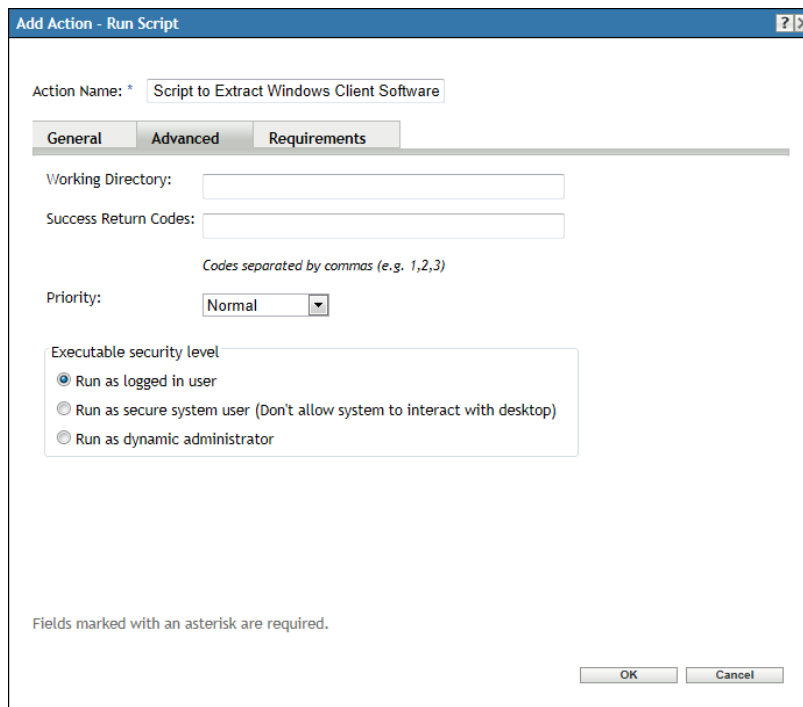 Add Action - Run Script
?
Action Name: * Script to Extract Windows Client Software
General Advanced Requirements
Working Directory:
Success Return Codes:
Codes separated by commas (e.g. 1,2,3)
Priority: Normal
Executable security level
Run as logged in user
Run as secure system user (Don't allow system to interact with desktop)
Run as dynamic administrator
Fields marked with an asterisk are required.
OK Cancel